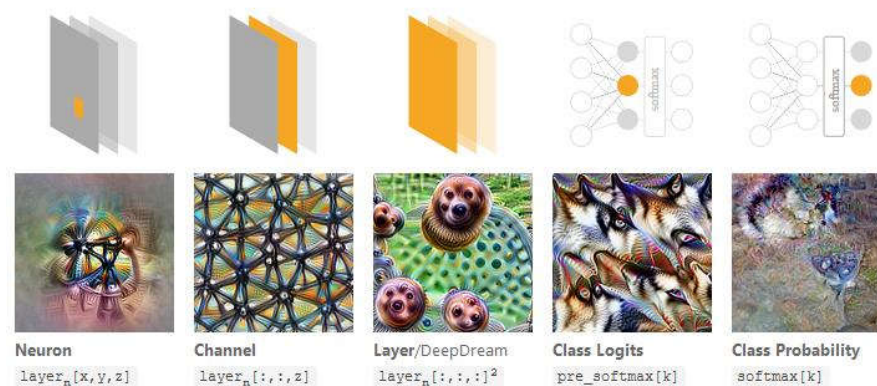 softmax
softmax
Neuron
layerₙ[x,y,z]
Channel
layerₙ[:,:,z]
Layer/DeepDream
layerₙ[:,:,:]²
Class Logits
pre_softmax[k]
Class Probability
softmax[k]